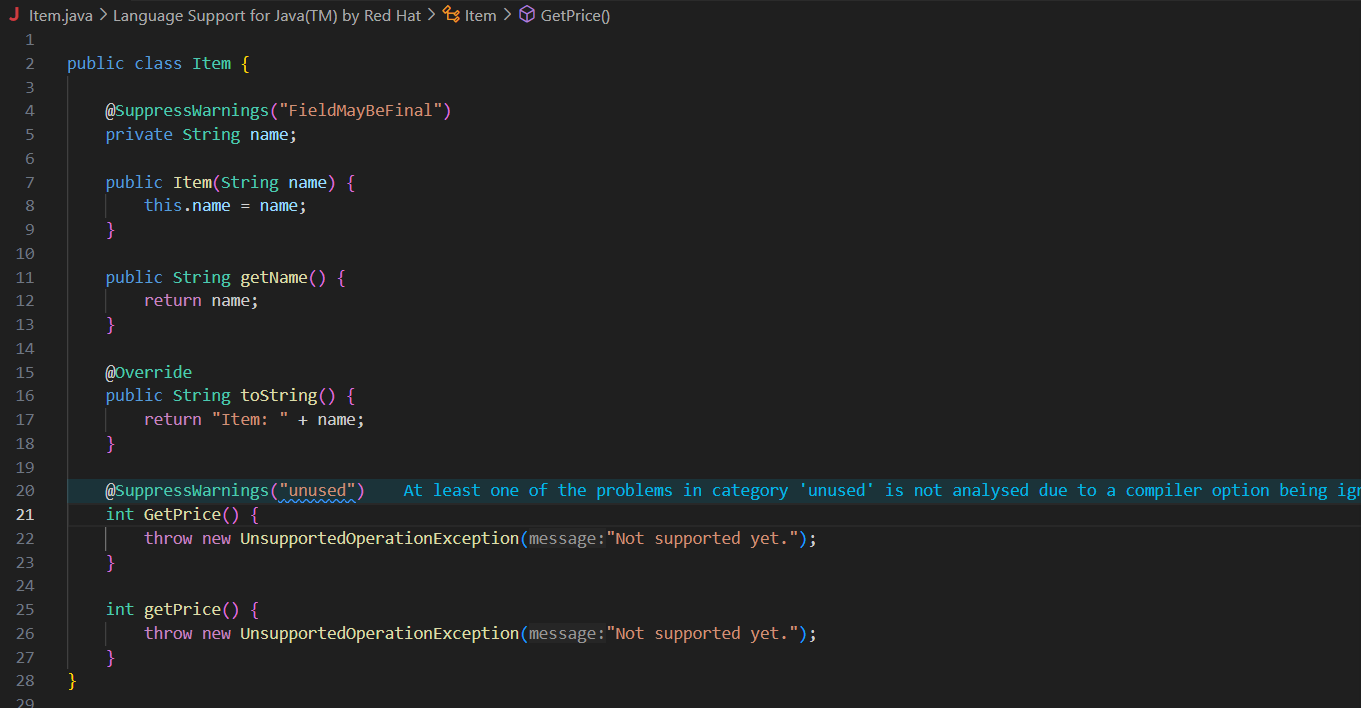 Item.java > Language Support for Java(TM) by Red Hat > Item > GetPrice()
1
2 public class Item {
3
4 @SuppressWarnings("FieldMayBeFinal")
5 private String name;
6
7 public Item(String name) {
8 this.name = name;
9 }
10
11 public String getName() {
12 return name;
13 }
14
15 @Override
16 public String toString() {
17 return "Item: " + name;
18 }
19
20 @SuppressWarnings("unused") At least one of the problems in category 'unused' is not analysed due to a compiler option being ign
21 int GetPrice() {
22 throw new UnsupportedOperationException(message:"Not supported yet.");
23 }
24
25 int getPrice() {
26 throw new UnsupportedOperationException(message:"Not supported yet.");
27 }
28 }
29